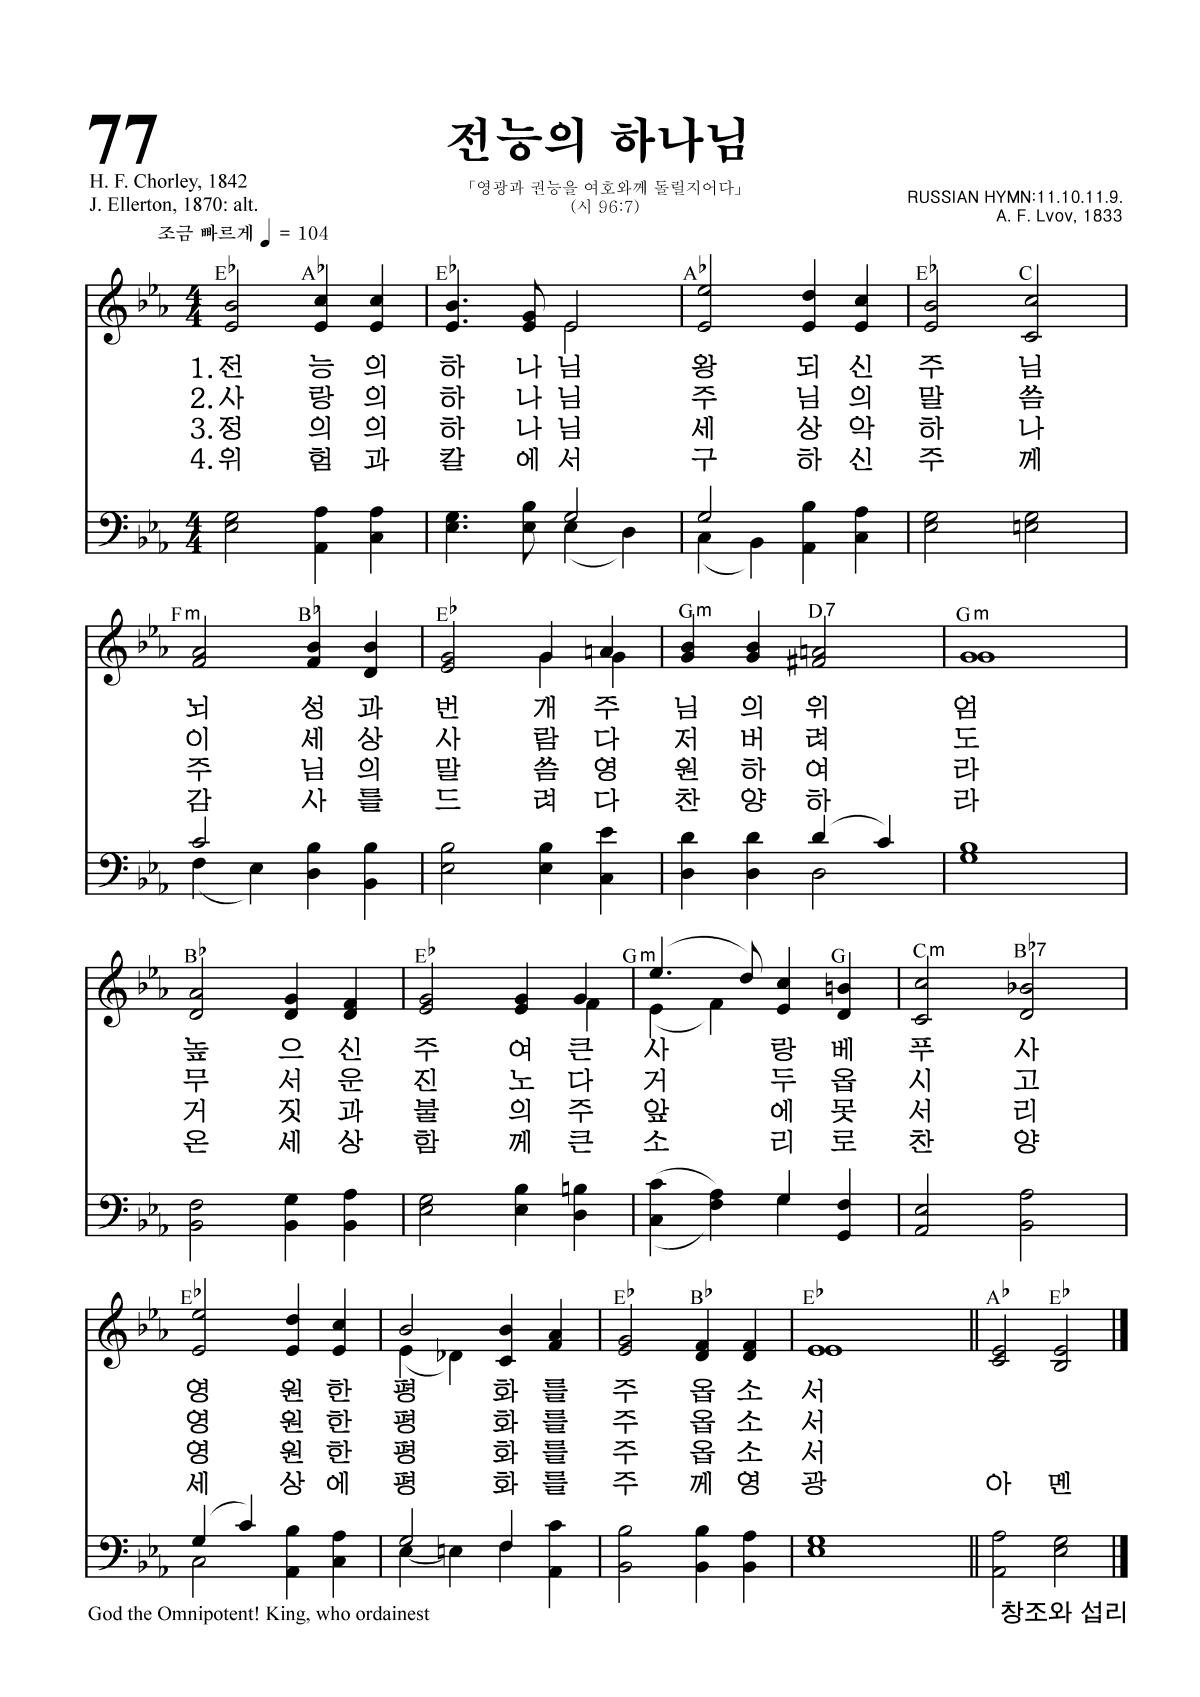 77
전능의 하나님
H. F. Chorley, 1842
J. Ellerton, 1870: alt.
「영광과 권능을 여호와께 돌릴지어다」
(시 96:7)
RUSSIAN HYMN:11.10.11.9.
A. F. Lvov, 1833
조금 빠르게 ♩ = 104
E♭ A♭ E♭ A♭ E♭ C
4 4
1.전 능 의 하 나 님 왕 되 신 주 님
2.사 랑 의 하 나 님 주 님 의 말 씀
3.정 의 의 하 나 님 세 상 악 하 나
4.위 험 과 칼 에 서 구 하 신 주 께
4 4
Fm B♭ E♭ Gm D7 Gm
뇌 성 과 번 개 주 님 의 위 엄
이 세 상 사 람 다 저 버 려 도
주 님 의 말 씀 영 원 하 여 라
감 사 를 드 려 다 찬 양 하 라
B♭ E♭ Gm G Cm B♭7
높 으 신 주 여 큰 사 랑 베 푸 사
무 서 운 진 노 다 거 두 옵 시 고
거 짓 과 불 의 주 앞 에 못 서 리
온 세 상 함 께 큰 소 리 로 찬 양
E♭ E♭ B♭ E♭ A♭ E♭
영 원 한 평 화 를 주 옵 소 서
영 원 한 평 화 를 주 옵 소 서
영 원 한 평 화 를 주 옵 소 서
세 상 에 평 화 를 주 께 영 광 아 멘
God the Omnipotent! King, who ordainest
창조와 섭리